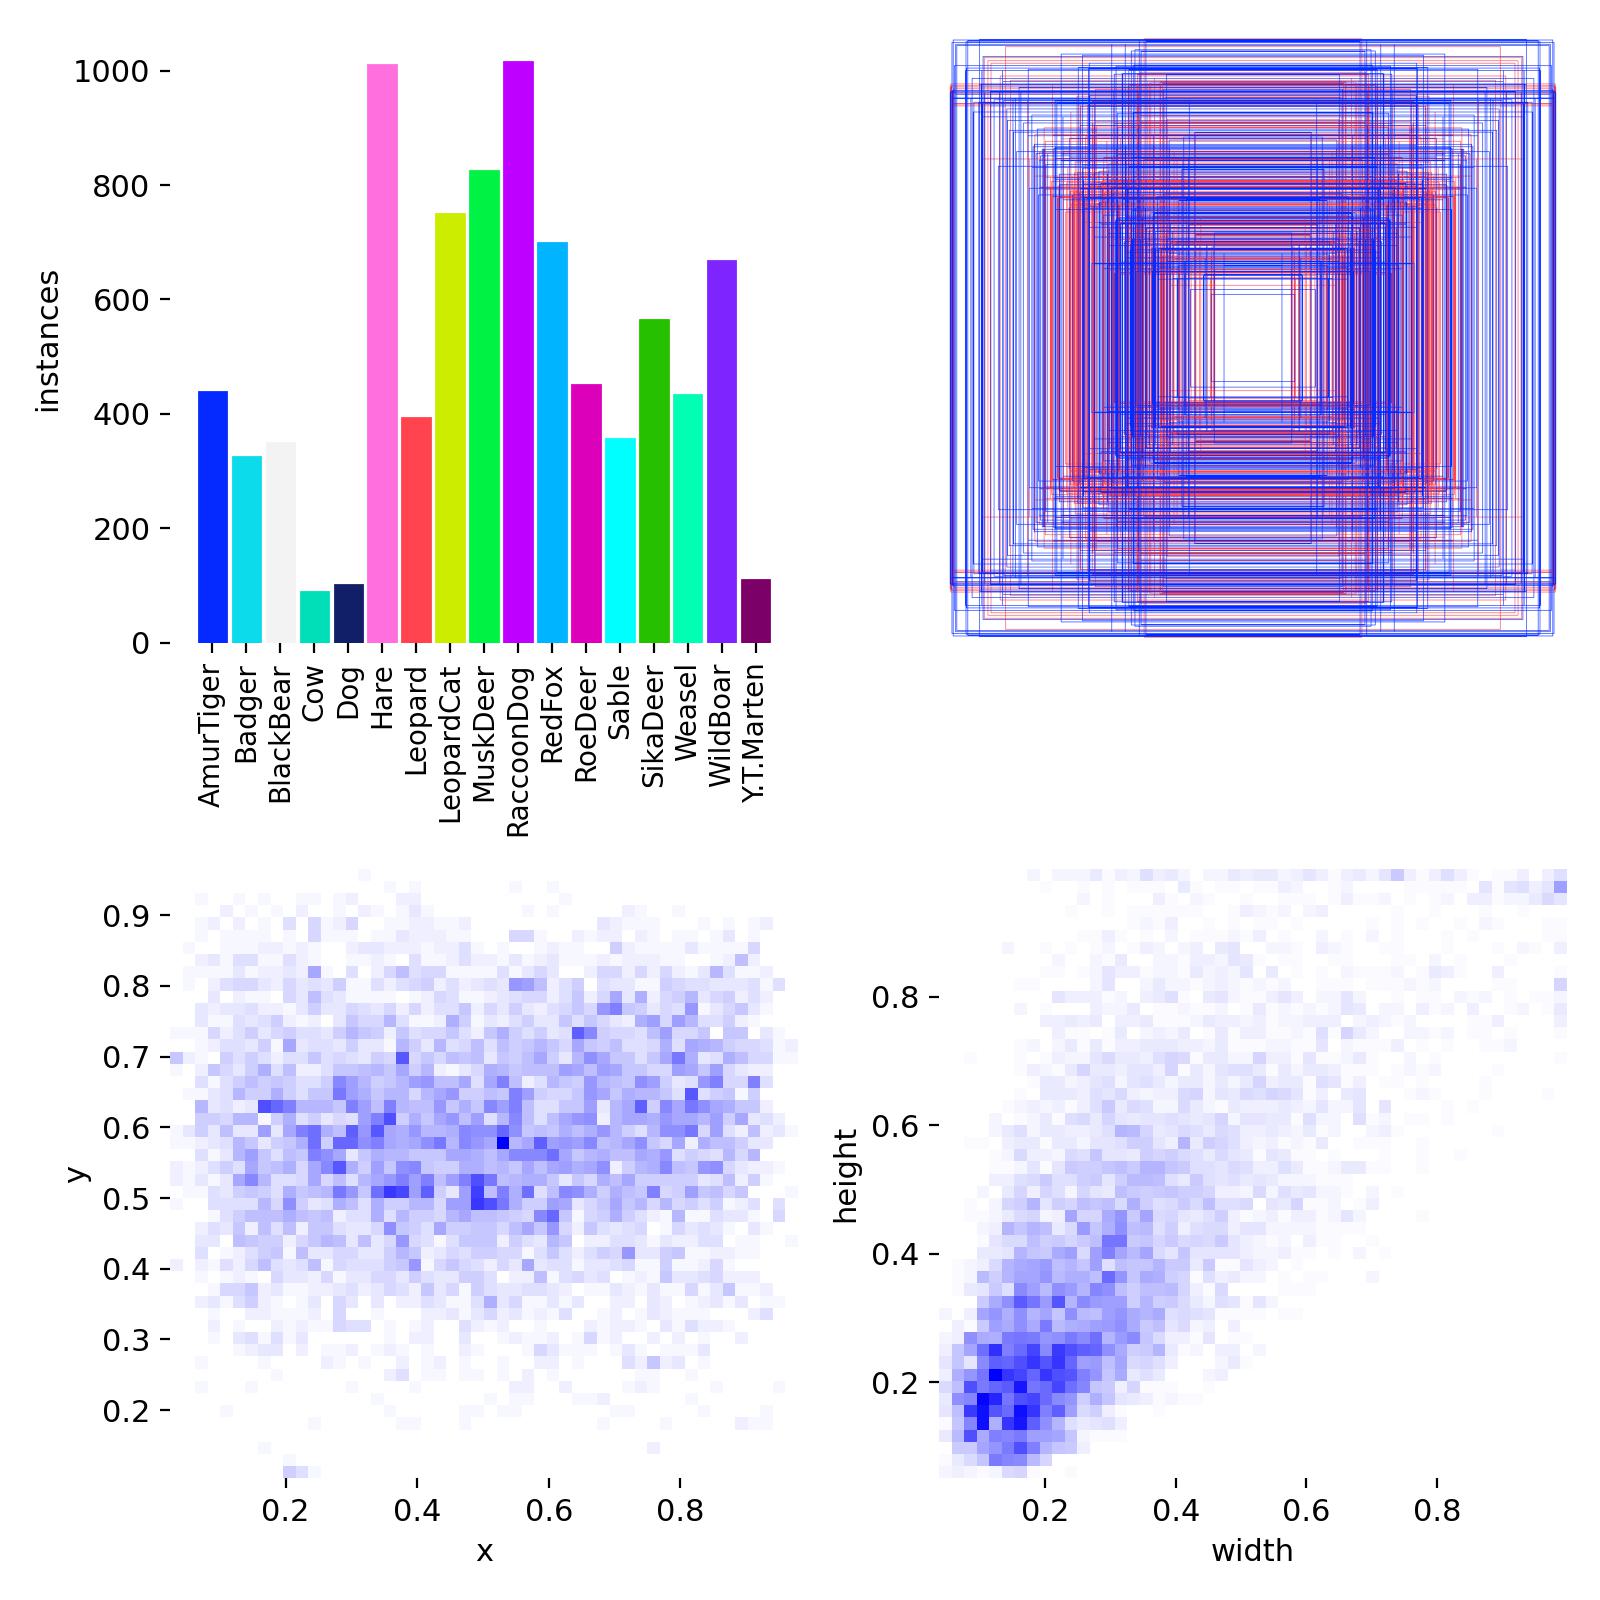 1000
800
600
400
200
0
instances
AmurTiger
Badger
BlackBear
Cow
Dog
Hare
Leopard
LeopardCat
MuskDeer
RaccoonDog
RedFox
RoeDeer
Sable
SikaDeer
Weasel
WildBoar
Y.T.Marten
0.9
0.8
0.7
0.6
0.5
0.4
0.3
0.2
y
0.2 0.4 0.6 0.8
x
0.8
0.6
0.4
0.2
height
0.2 0.4 0.6 0.8
width